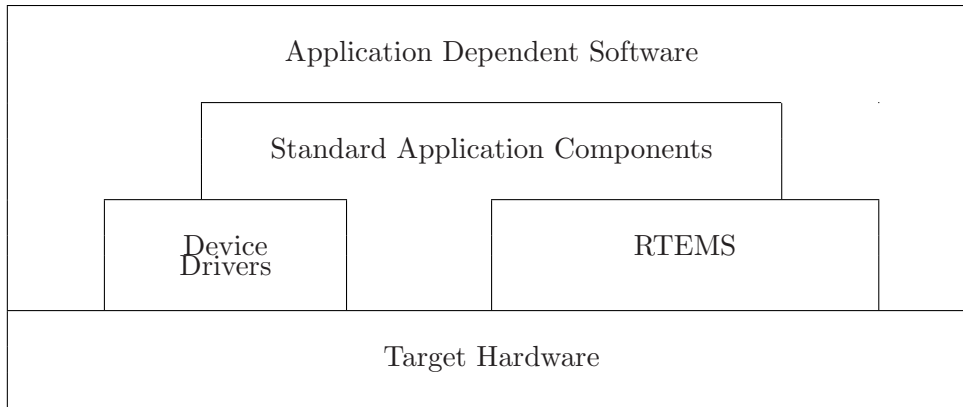 Application Dependent Software
Standard Application Components
Device
Drivers
RTEMS
Target Hardware